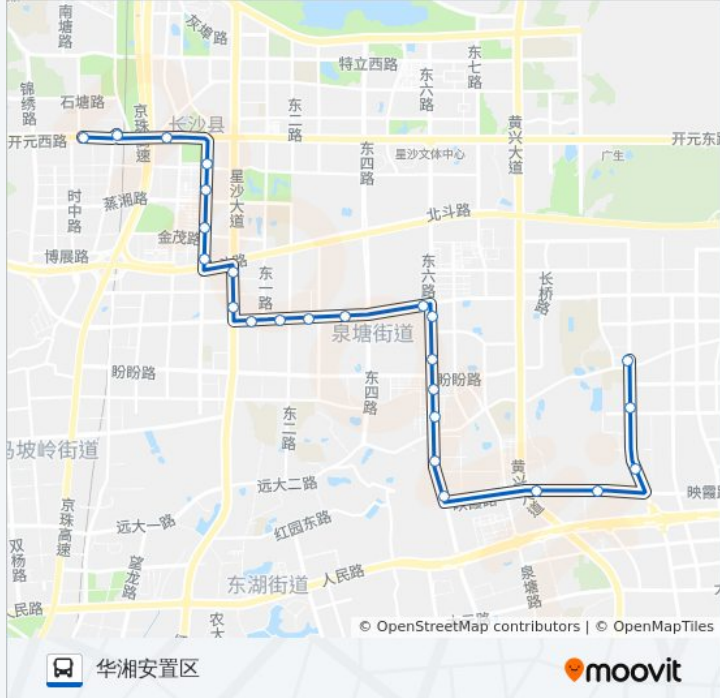 南塘路
灰埠路
特立西路
东七路
东六路
锦绣路
石塘路
京珠高速
长沙县
东二路
黄兴大道
开元西路
东四路
星沙文体中心
开元东路
广生
时中路
蒸湘路
星沙大道
北斗路
金茂路
博展路
东一路
东六路
长桥路
泉塘街道
盼盼路
东四路
盼盼路
东二路
马坡岭街道
远大二路
黄兴大道
映霞路
映霞路
京珠高速
远大一路
红园东路
双杨路
望龙路
东湖街道
人民路
泉塘路
人民路
农大
© OpenStreetMap contributors | © OpenMapTiles
华湘安置区
moovit